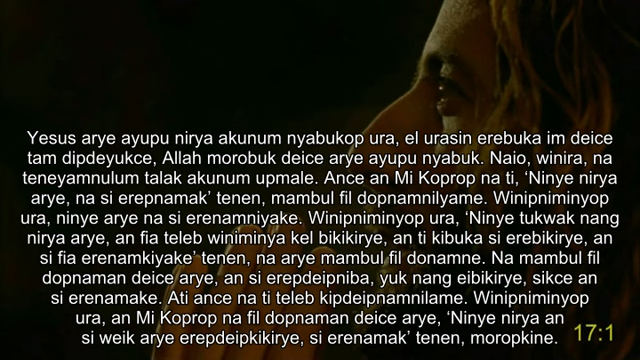 Yesus arye ayupu nirya akunum nyabukop ura, el urasin erebuka im deice
tam dipdeyukce, Allah morobuk deice arye ayupu nyabuk. Naio, winira, na
teneyamnulum talak akunum upmale. Ance an Mi Koprop na ti, ‘Ninye nirya
arye, na si erepnamak’ tenen, mambul fil dopnamnilyame. Winipniminyop
ura, ninye arye na si erenamniyake. Winipniminyop ura, ‘Ninye tukwak nang
nirya arye, an fia teleb winiminya kel bikikirye, an ti kibuka si erebikirye, an
si fia erenamkiyake’ tenen, na arye mambul fil donamne. Na mambul fil
dopnaman deice arye, an si erepdeipniba, yuk nang eibikirye, sikce an
si erenamake. Ati ance na ti teleb kipdeipnamnilame. Winipniminyop
ura, an Mi Koprop na fil dopnaman deice arye, ‘Ninye nirya an
si weik arye erepdeipkikirye, si erenamak’ tenen, moropkine.
17:1